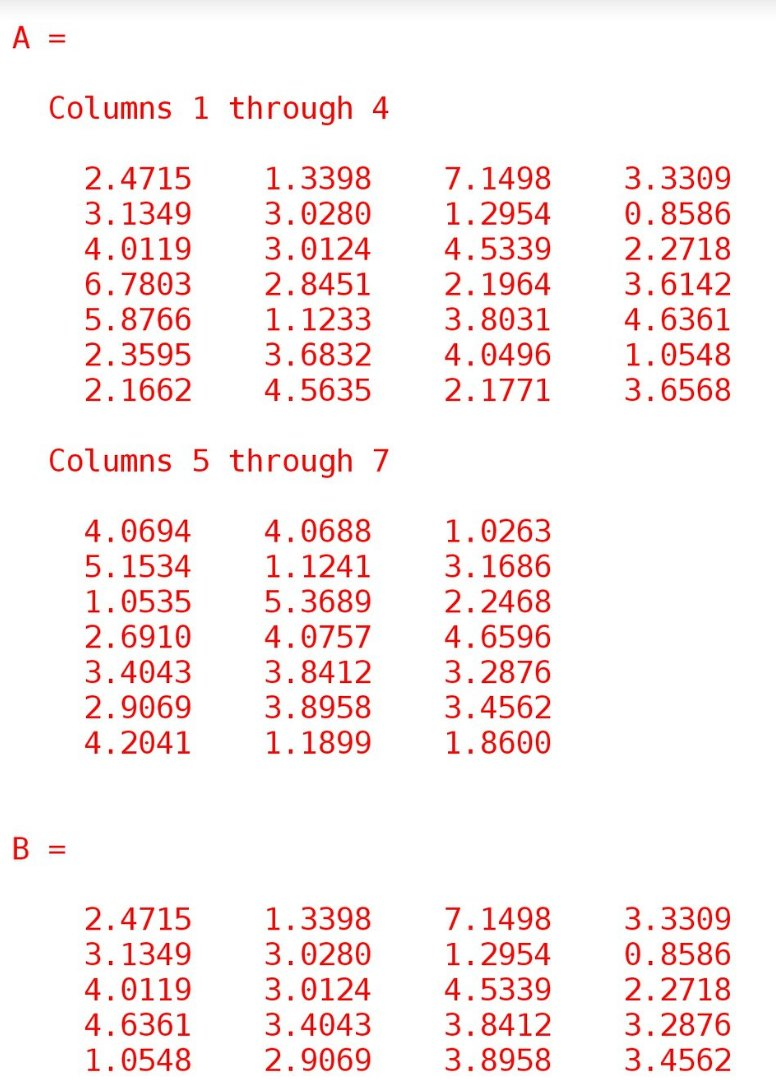 A =
Columns 1 through 4
2.4715 1.3398 7.1498 3.3309
3.1349 3.0280 1.2954 0.8586
4.0119 3.0124 4.5339 2.2718
6.7803 2.8451 2.1964 3.6142
5.8766 1.1233 3.8031 4.6361
2.3595 3.6832 4.0496 1.0548
2.1662 4.5635 2.1771 3.6568
Columns 5 through 7
4.0694 4.0688 1.0263
5.1534 1.1241 3.1686
1.0535 5.3689 2.2468
2.6910 4.0757 4.6596
3.4043 3.8412 3.2876
2.9069 3.8958 3.4562
4.2041 1.1899 1.8600
B =
2.4715 1.3398 7.1498 3.3309
3.1349 3.0280 1.2954 0.8586
4.0119 3.0124 4.5339 2.2718
4.6361 3.4043 3.8412 3.2876
1.0548 2.9069 3.8958 3.4562